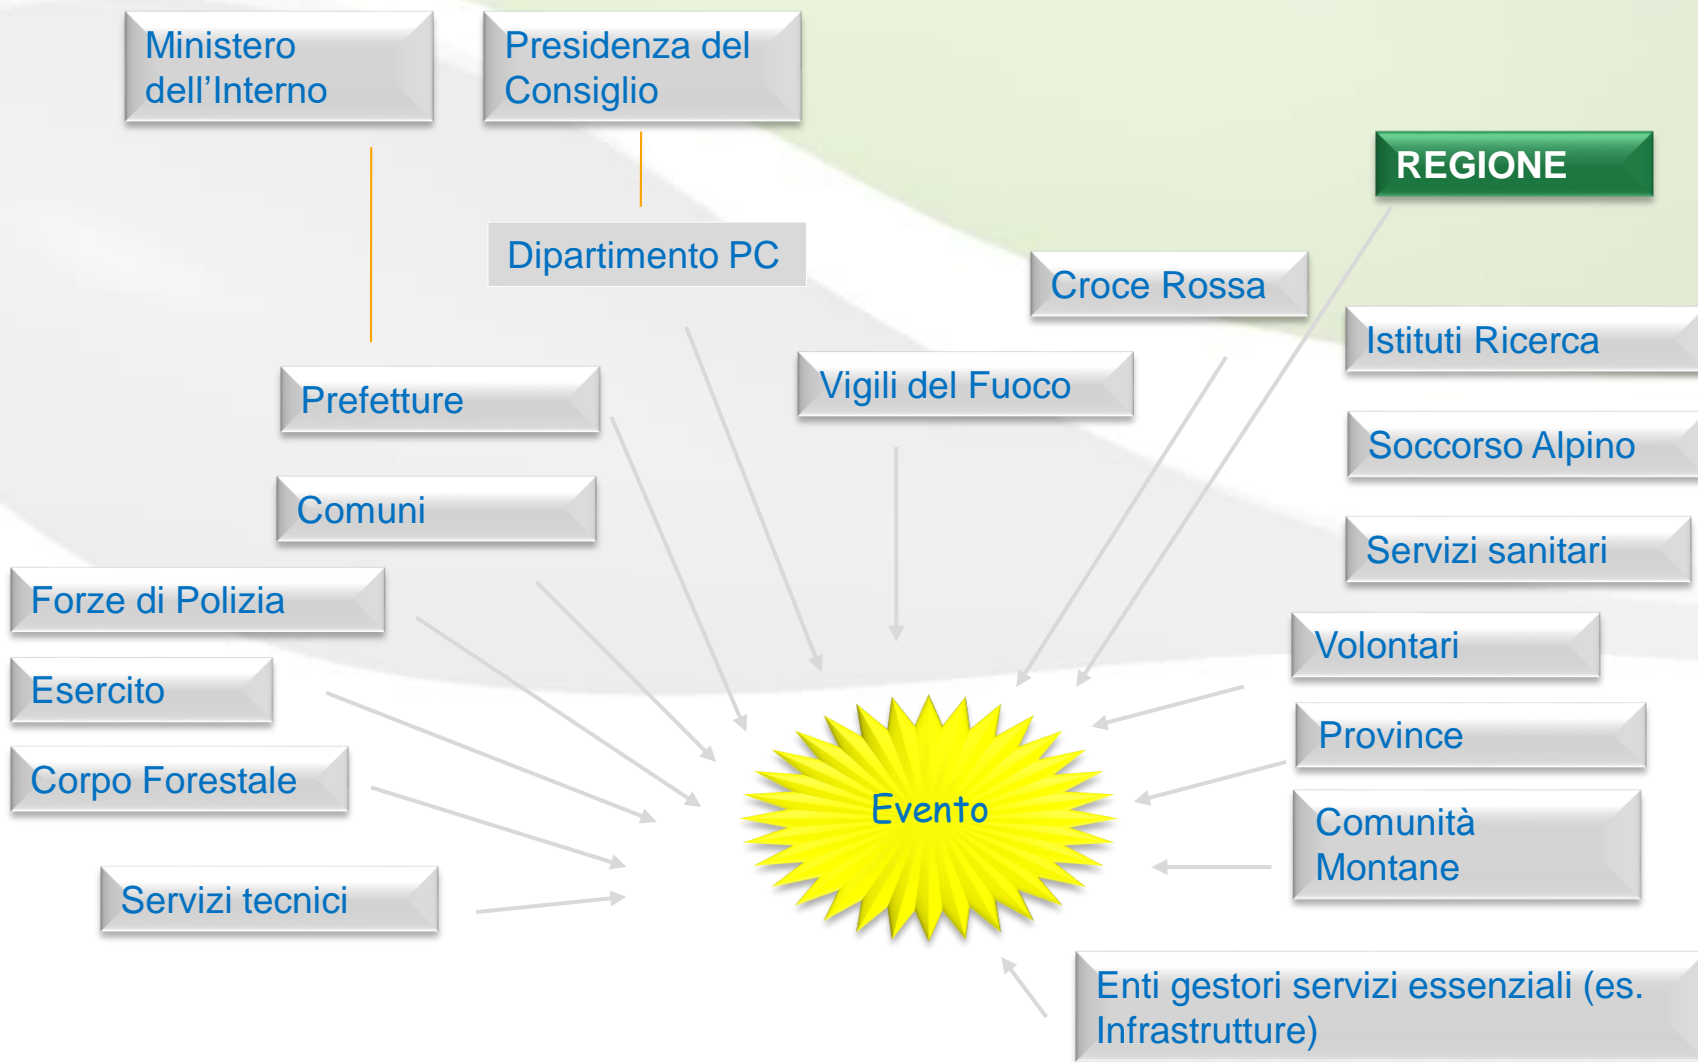 Ministero
dell’Interno
Presidenza del
Consiglio
REGIONE
Dipartimento PC
Croce Rossa
Istituti Ricerca
Vigili del Fuoco
Prefetture
Soccorso Alpino
Comuni
Servizi sanitari
Forze di Polizia
Volontari
Esercito
Province
Corpo Forestale
Evento
Comunità
Montane
Servizi tecnici
Enti gestori servizi essenziali (es.
Infrastrutture)